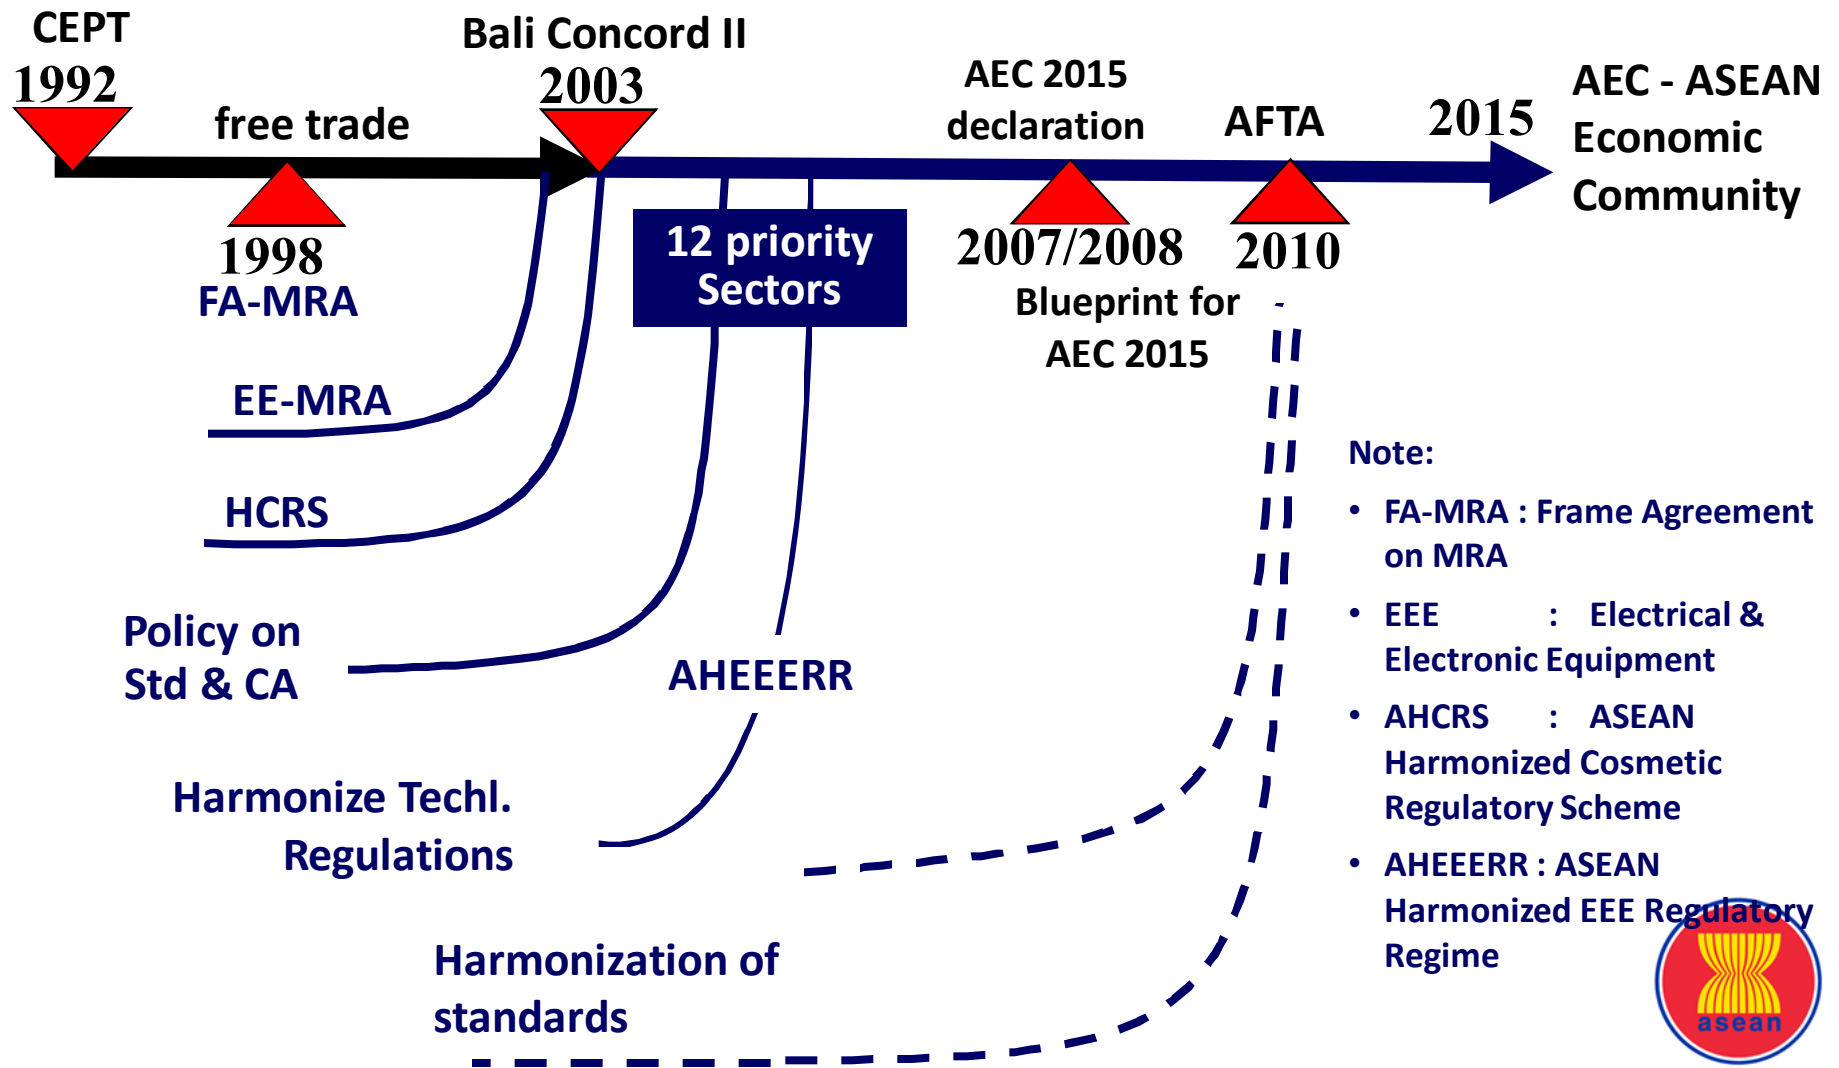 CEPT
1992
free trade
1998
FA-MRA
Bali Concord II
2003
12 priority
Sectors
AEC 2015
declaration
2007/2008
Blueprint for
AEC 2015
AFTA
2010
2015
AEC - ASEAN
Economic
Community
EE-MRA
HCRS
Policy on
Std & CA
AHEEERR
Harmonize Techl.
Regulations
Harmonization of
standards
Note:
• FA-MRA : Frame Agreement
on MRA
• EEE : Electrical &
Electronic Equipment
• AHCRS : ASEAN
Harmonized Cosmetic
Regulatory Scheme
• AHEEERR : ASEAN
Harmonized EEE Regulatory
Regime
asean